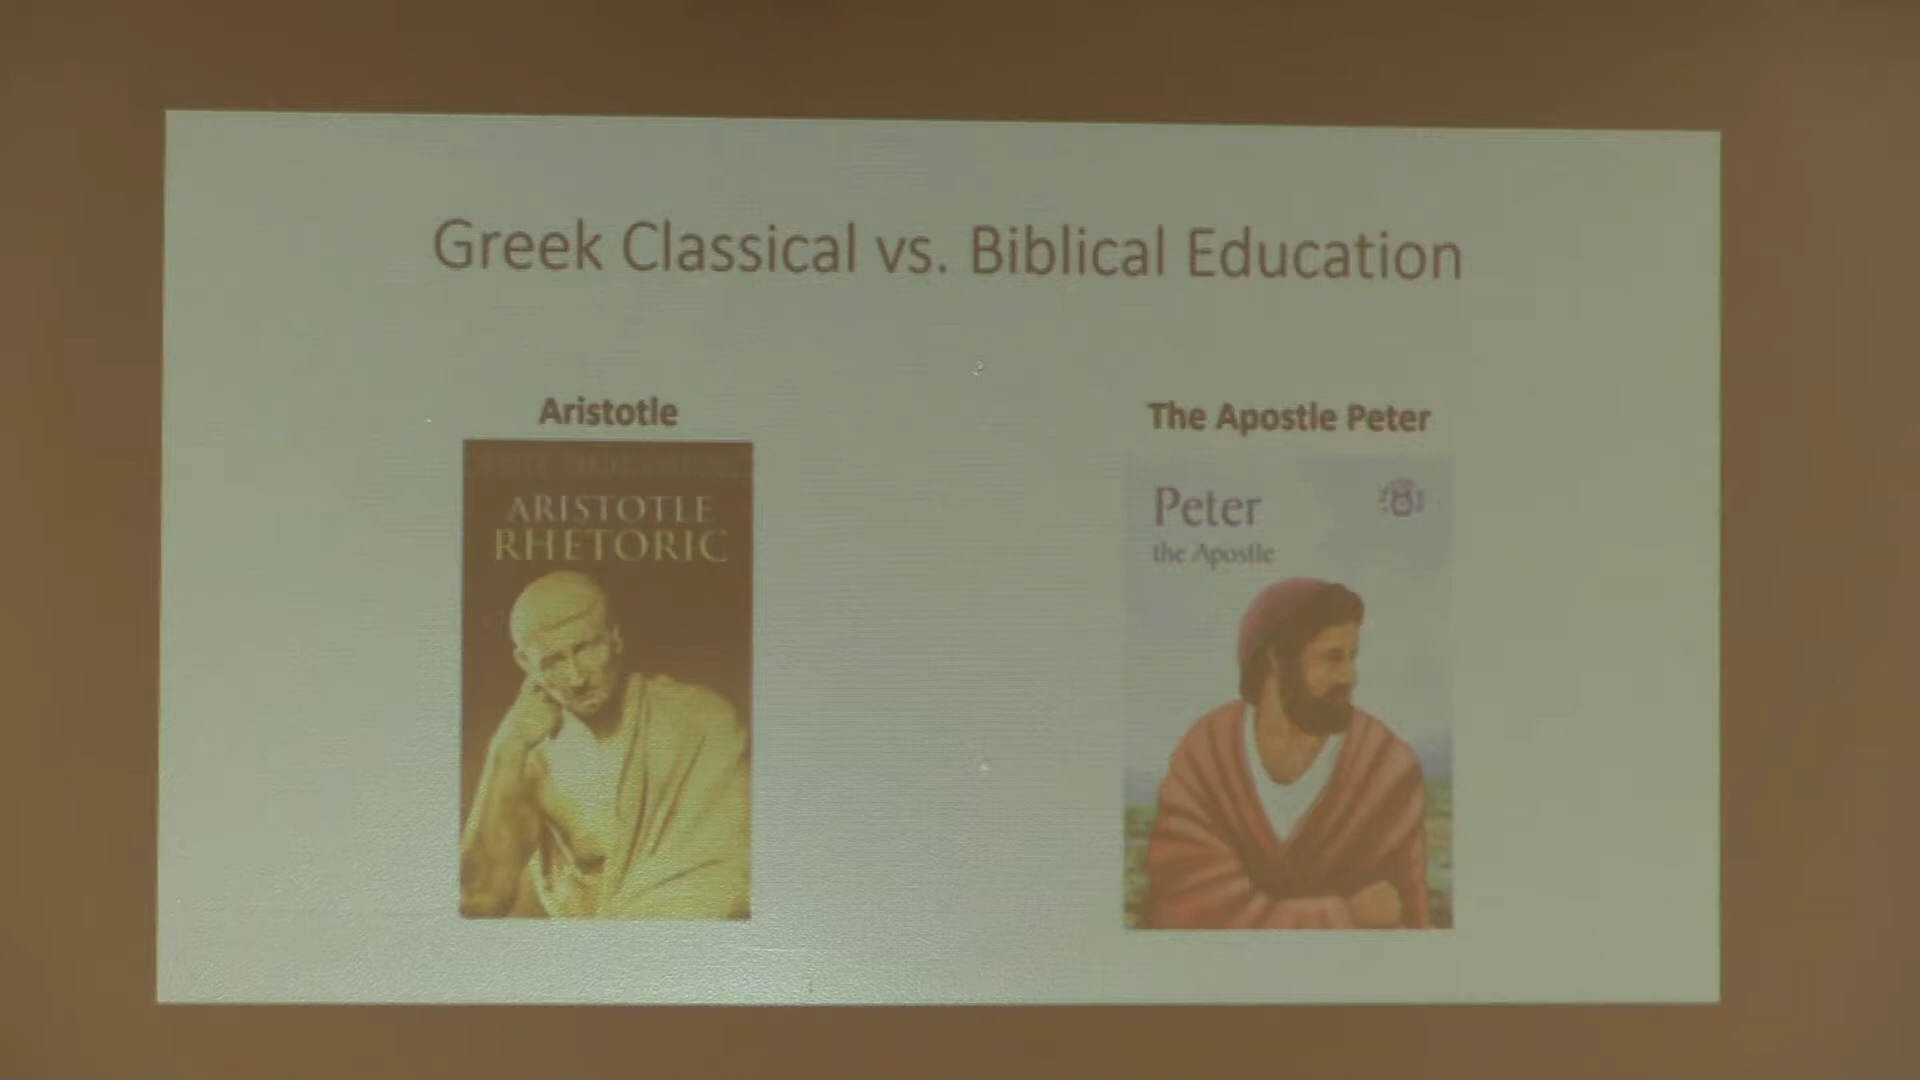 Greek Classical vs. Biblical Education
Aristotle
ARISTOTLE
RHETORIC
The Apostle Peter
Peter
the Apostle